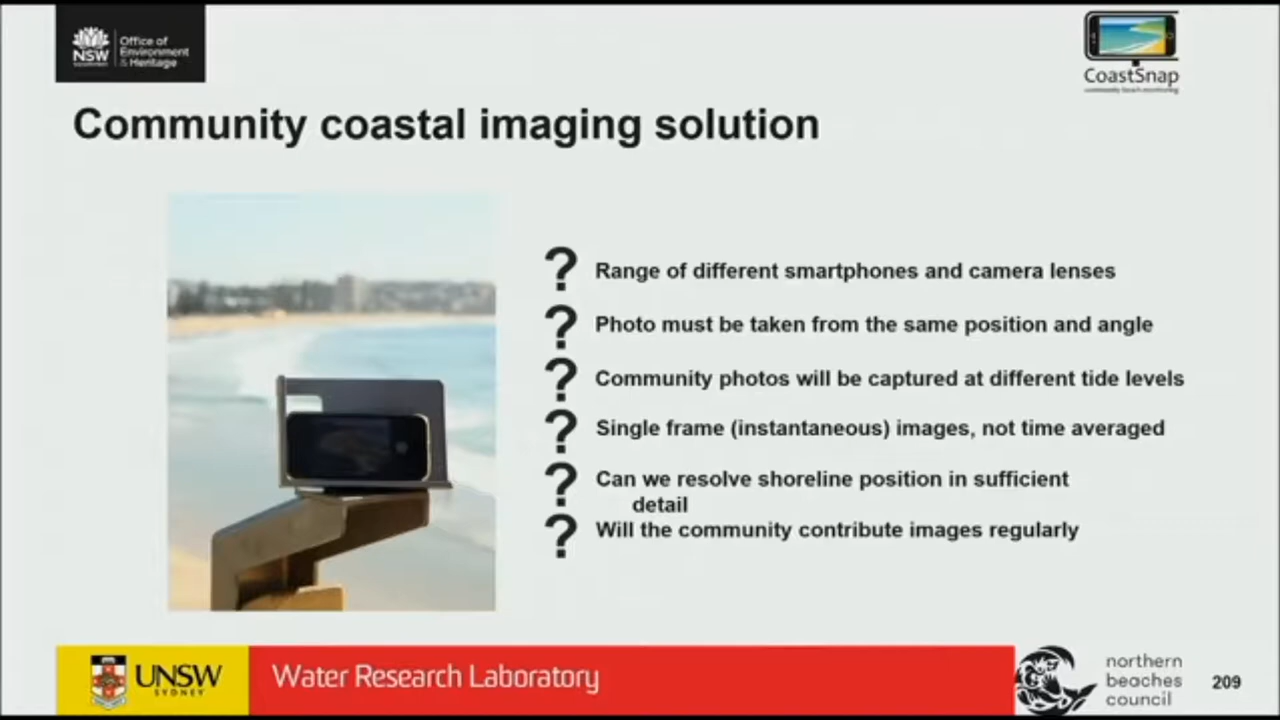 NSW
Office of
Environment
& Heritage
CoastSnap
community beach monitoring
Community coastal imaging solution
? Range of different smartphones and camera lenses
? Photo must be taken from the same position and angle
? Community photos will be captured at different tide levels
? Single frame (instantaneous) images, not time averaged
? Can we resolve shoreline position in sufficient
detail
? Will the community contribute images regularly
UNSW
SYDNEY
Water Research Laboratory
northern
beaches
council
209